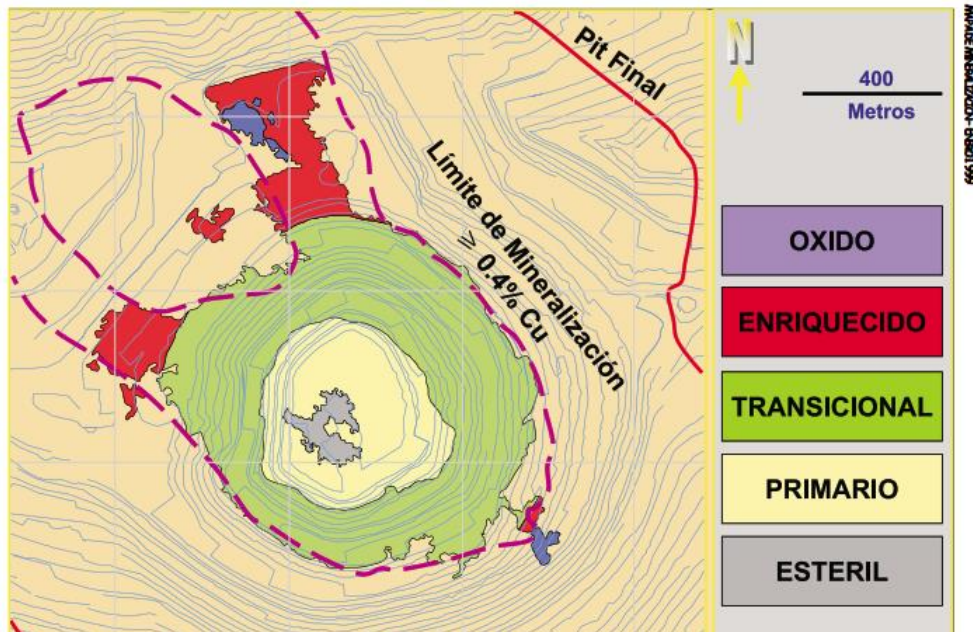 Pit Final
Límite de Mineralización
≥ 0.4% Cu
N
400
Metros
OXIDO
ENRIQUECIDO
TRANSICIONAL
PRIMARIO
ESTERIL